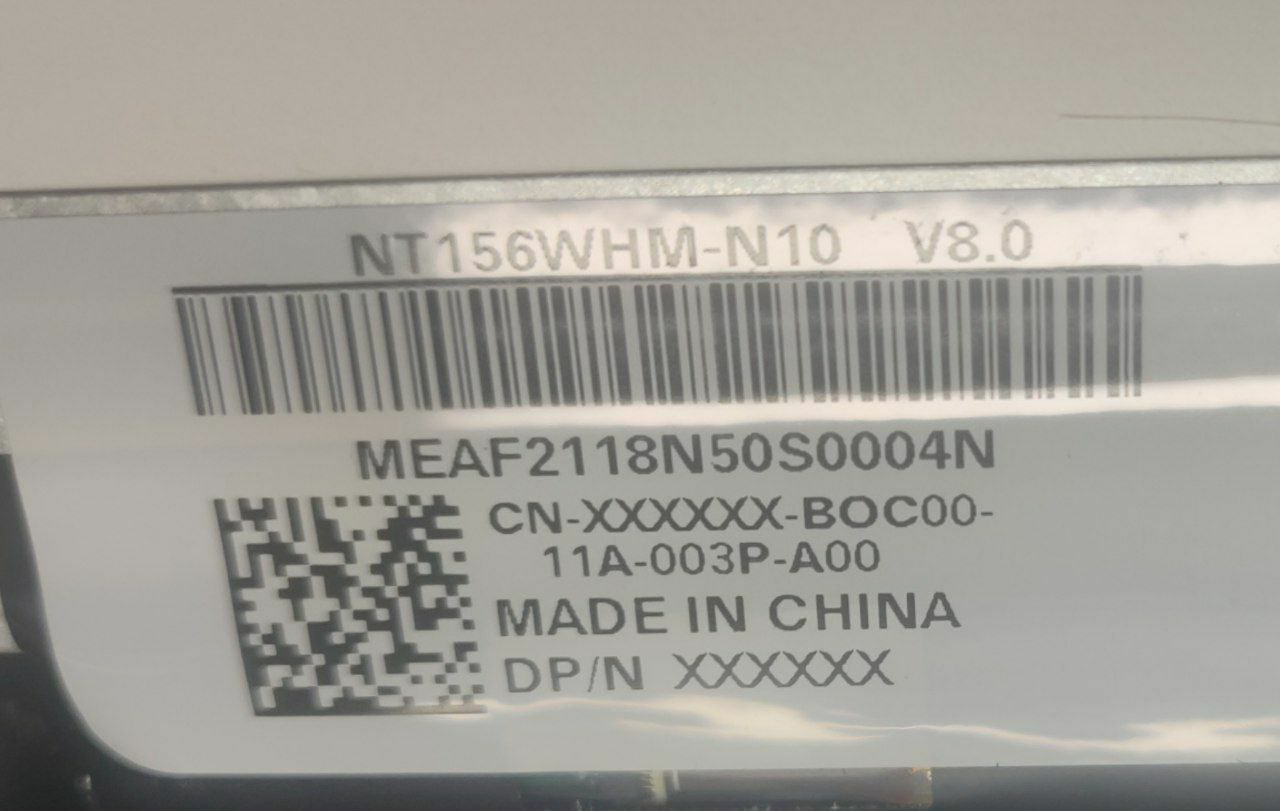 NT156WHM-N10 V8.0
MEAF2118N50S0004N
CN-XXXXXX-BOC00-
11A-003P-A00
MADE IN CHINA
DP/N XXXXXX